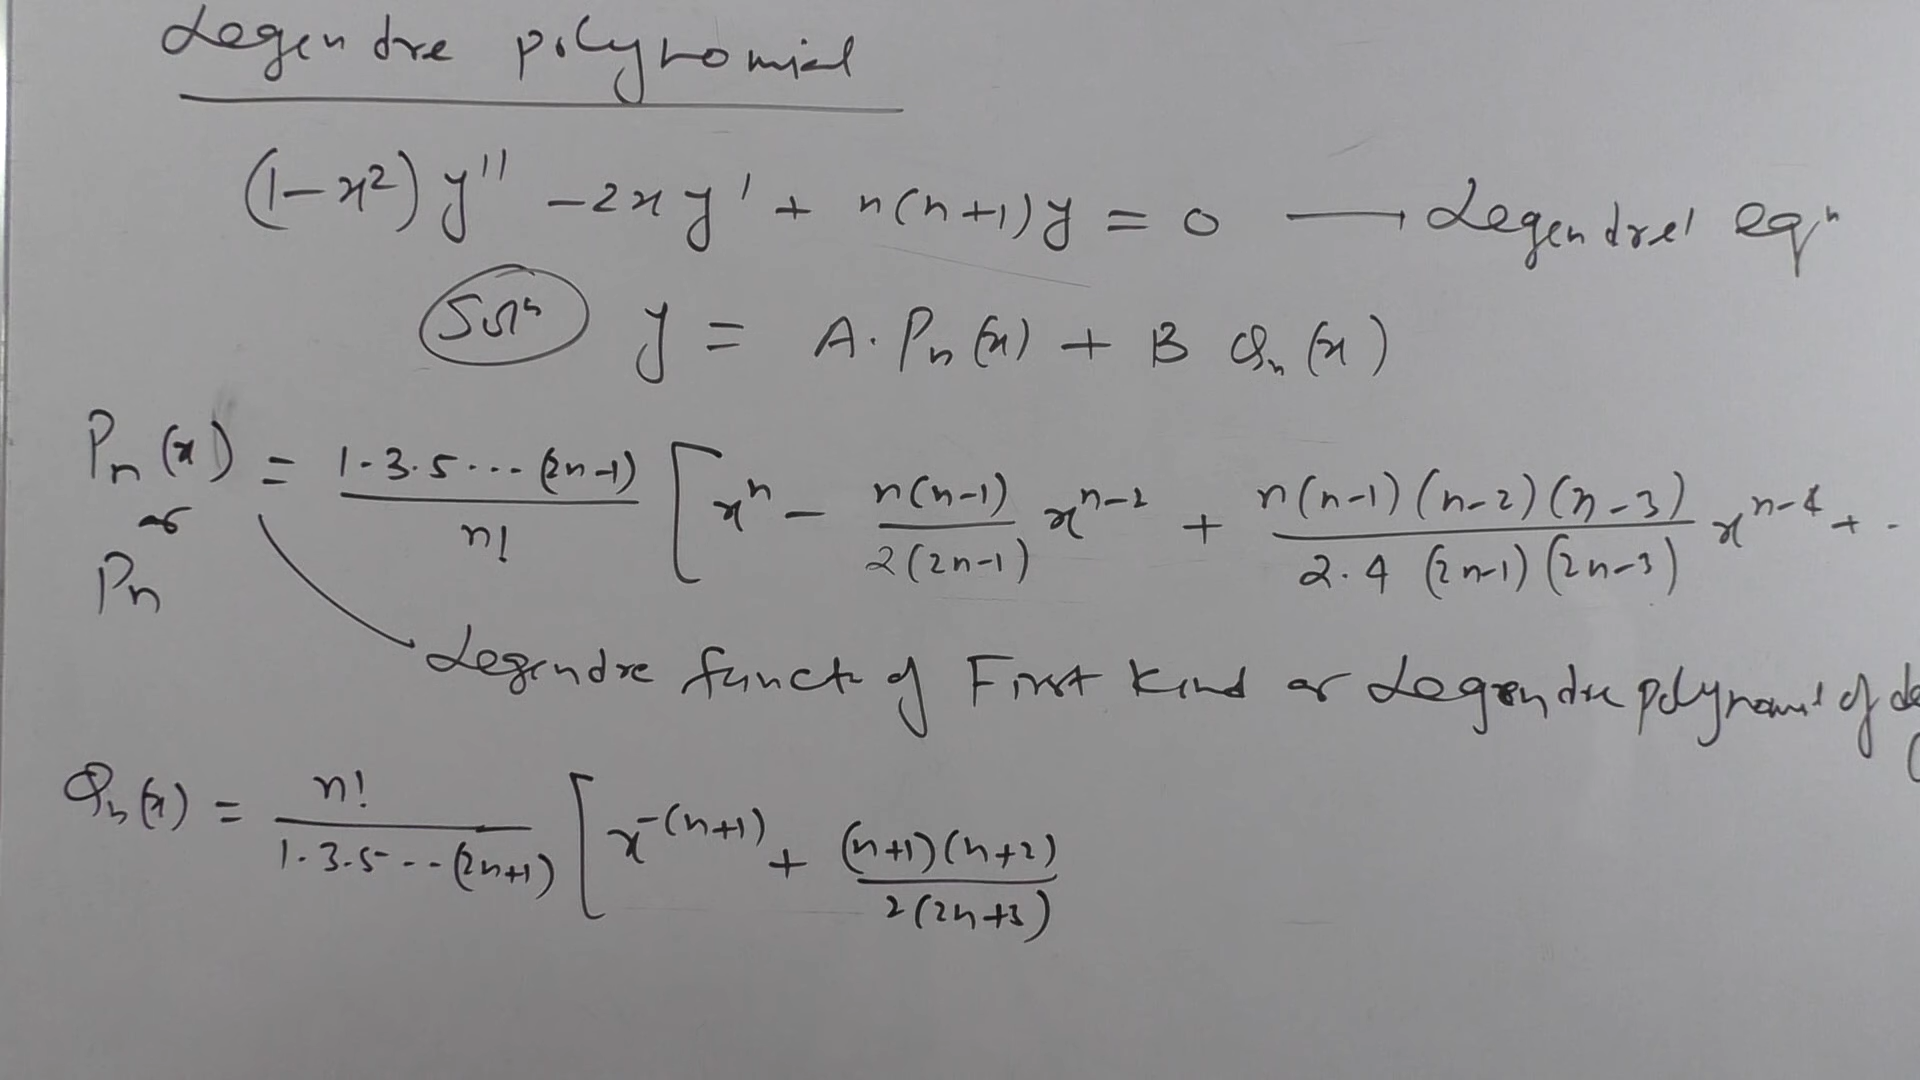 Legendre polynomial
(1-x²) y'' - 2x y' + n(n+1)y = 0 → Legendre' eqⁿ
Solⁿ y = A. Pₙ(x) + B Qₙ(x)
Pₙ(x) = 1.3.5...(2n-1) / n! [ xⁿ - n(n-1) / 2(2n-1) xⁿ⁻² + n(n-1)(n-2)(n-3) / 2.4 (2n-1)(2n-3) xⁿ⁻⁴ + -
or
Pₙ
Legendre funct of First Kind or Legendre polynomial of de
Qₙ(x) = n! / 1.3.5...(2n+1) [ x⁻⁽ⁿ⁺¹⁾ + (n+1)(n+2) / 2(2n+3)